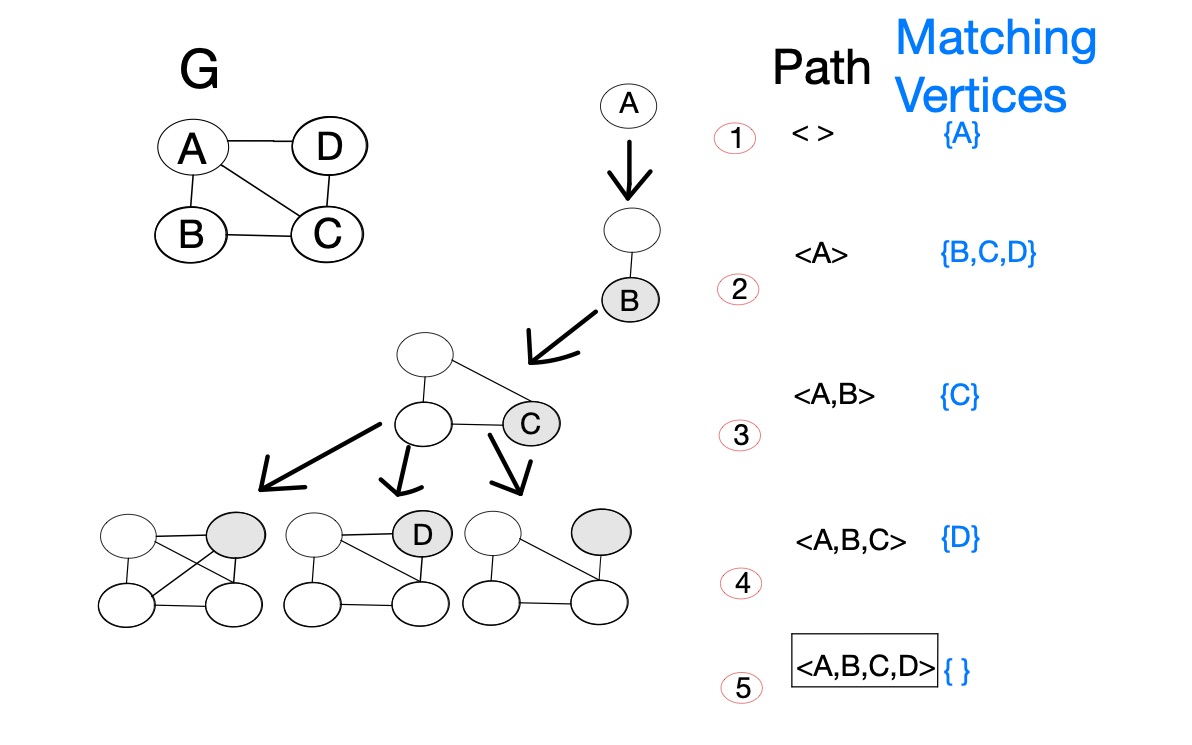 G
A D
B C
A
B
C
D
Path Matching
Vertices
1 < > {A}
2 <A> {B,C,D}
3 <A,B> {C}
4 <A,B,C> {D}
5 <A,B,C,D> { }